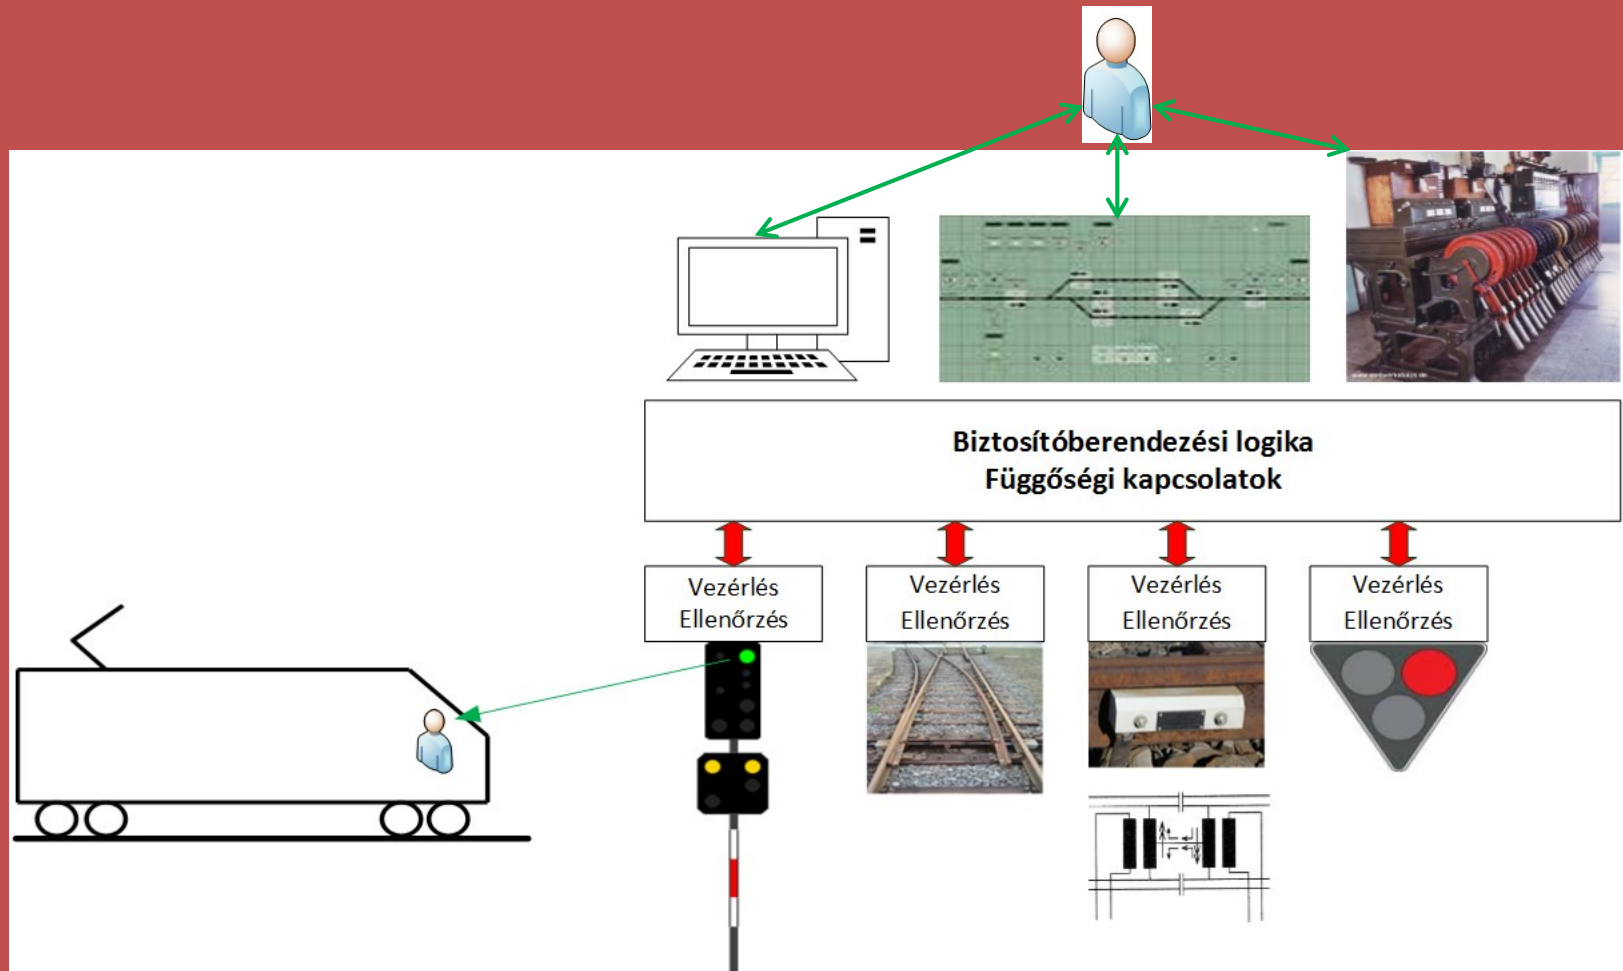 Biztosítóberendezési logika
Függőségi kapcsolatok
Vezérlés
Ellenőrzés
Vezérlés
Ellenőrzés
Vezérlés
Ellenőrzés
Vezérlés
Ellenőrzés